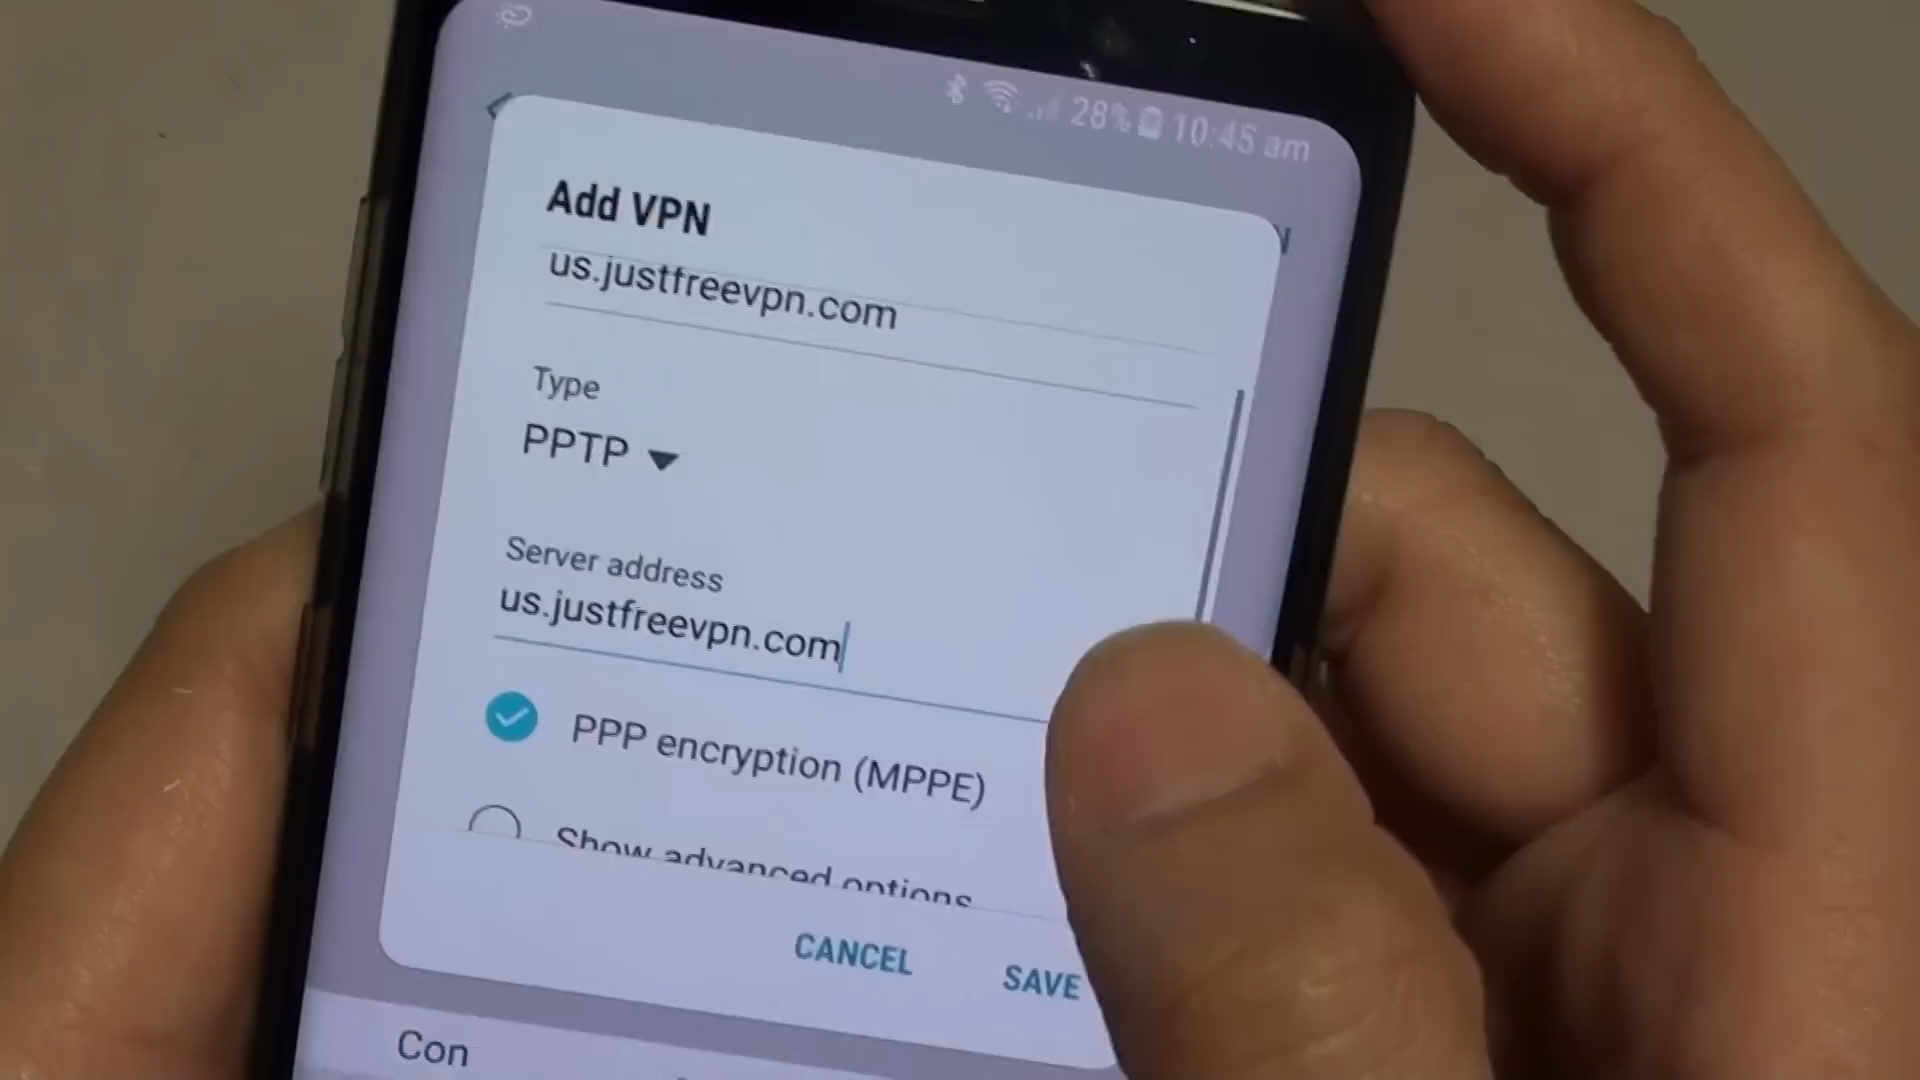 28% 10:45 am
Add VPN
us.justfreevpn.com
Type
PPTP
Server address
us.justfreevpn.com
PPP encryption (MPPE)
Show advanced options
CANCEL SAVE
Con